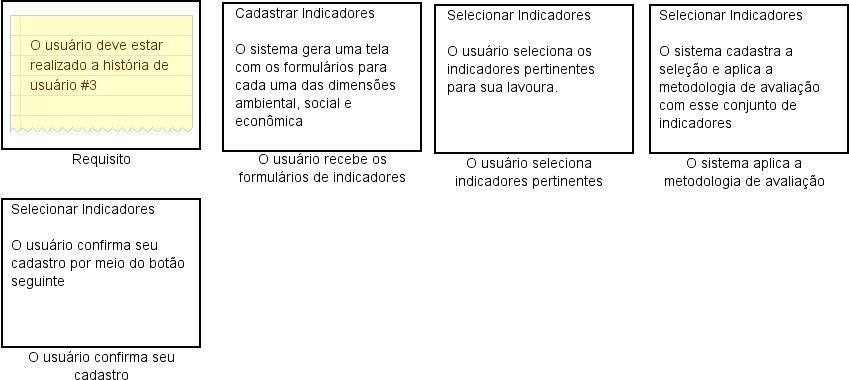 O usuário deve estar
realizado a história de
usuário #3
Requisito
Cadastrar Indicadores
O sistema gera uma tela
com os formulários para
cada uma das dimensões
ambiental, social e
econômica
O usuário recebe os
formulários de indicadores
Selecionar Indicadores
O usuário seleciona os
indicadores pertinentes
para sua lavoura.
O usuário seleciona
indicadores pertinentes
Selecionar Indicadores
O sistema cadastra a
seleção e aplica a
metodologia de avaliação
com esse conjunto de
indicadores
O sistema aplica a
metodologia de avaliação
Selecionar Indicadores
O usuário confirma seu
cadastro por meio do botão
seguinte
O usuário confirma seu
cadastro